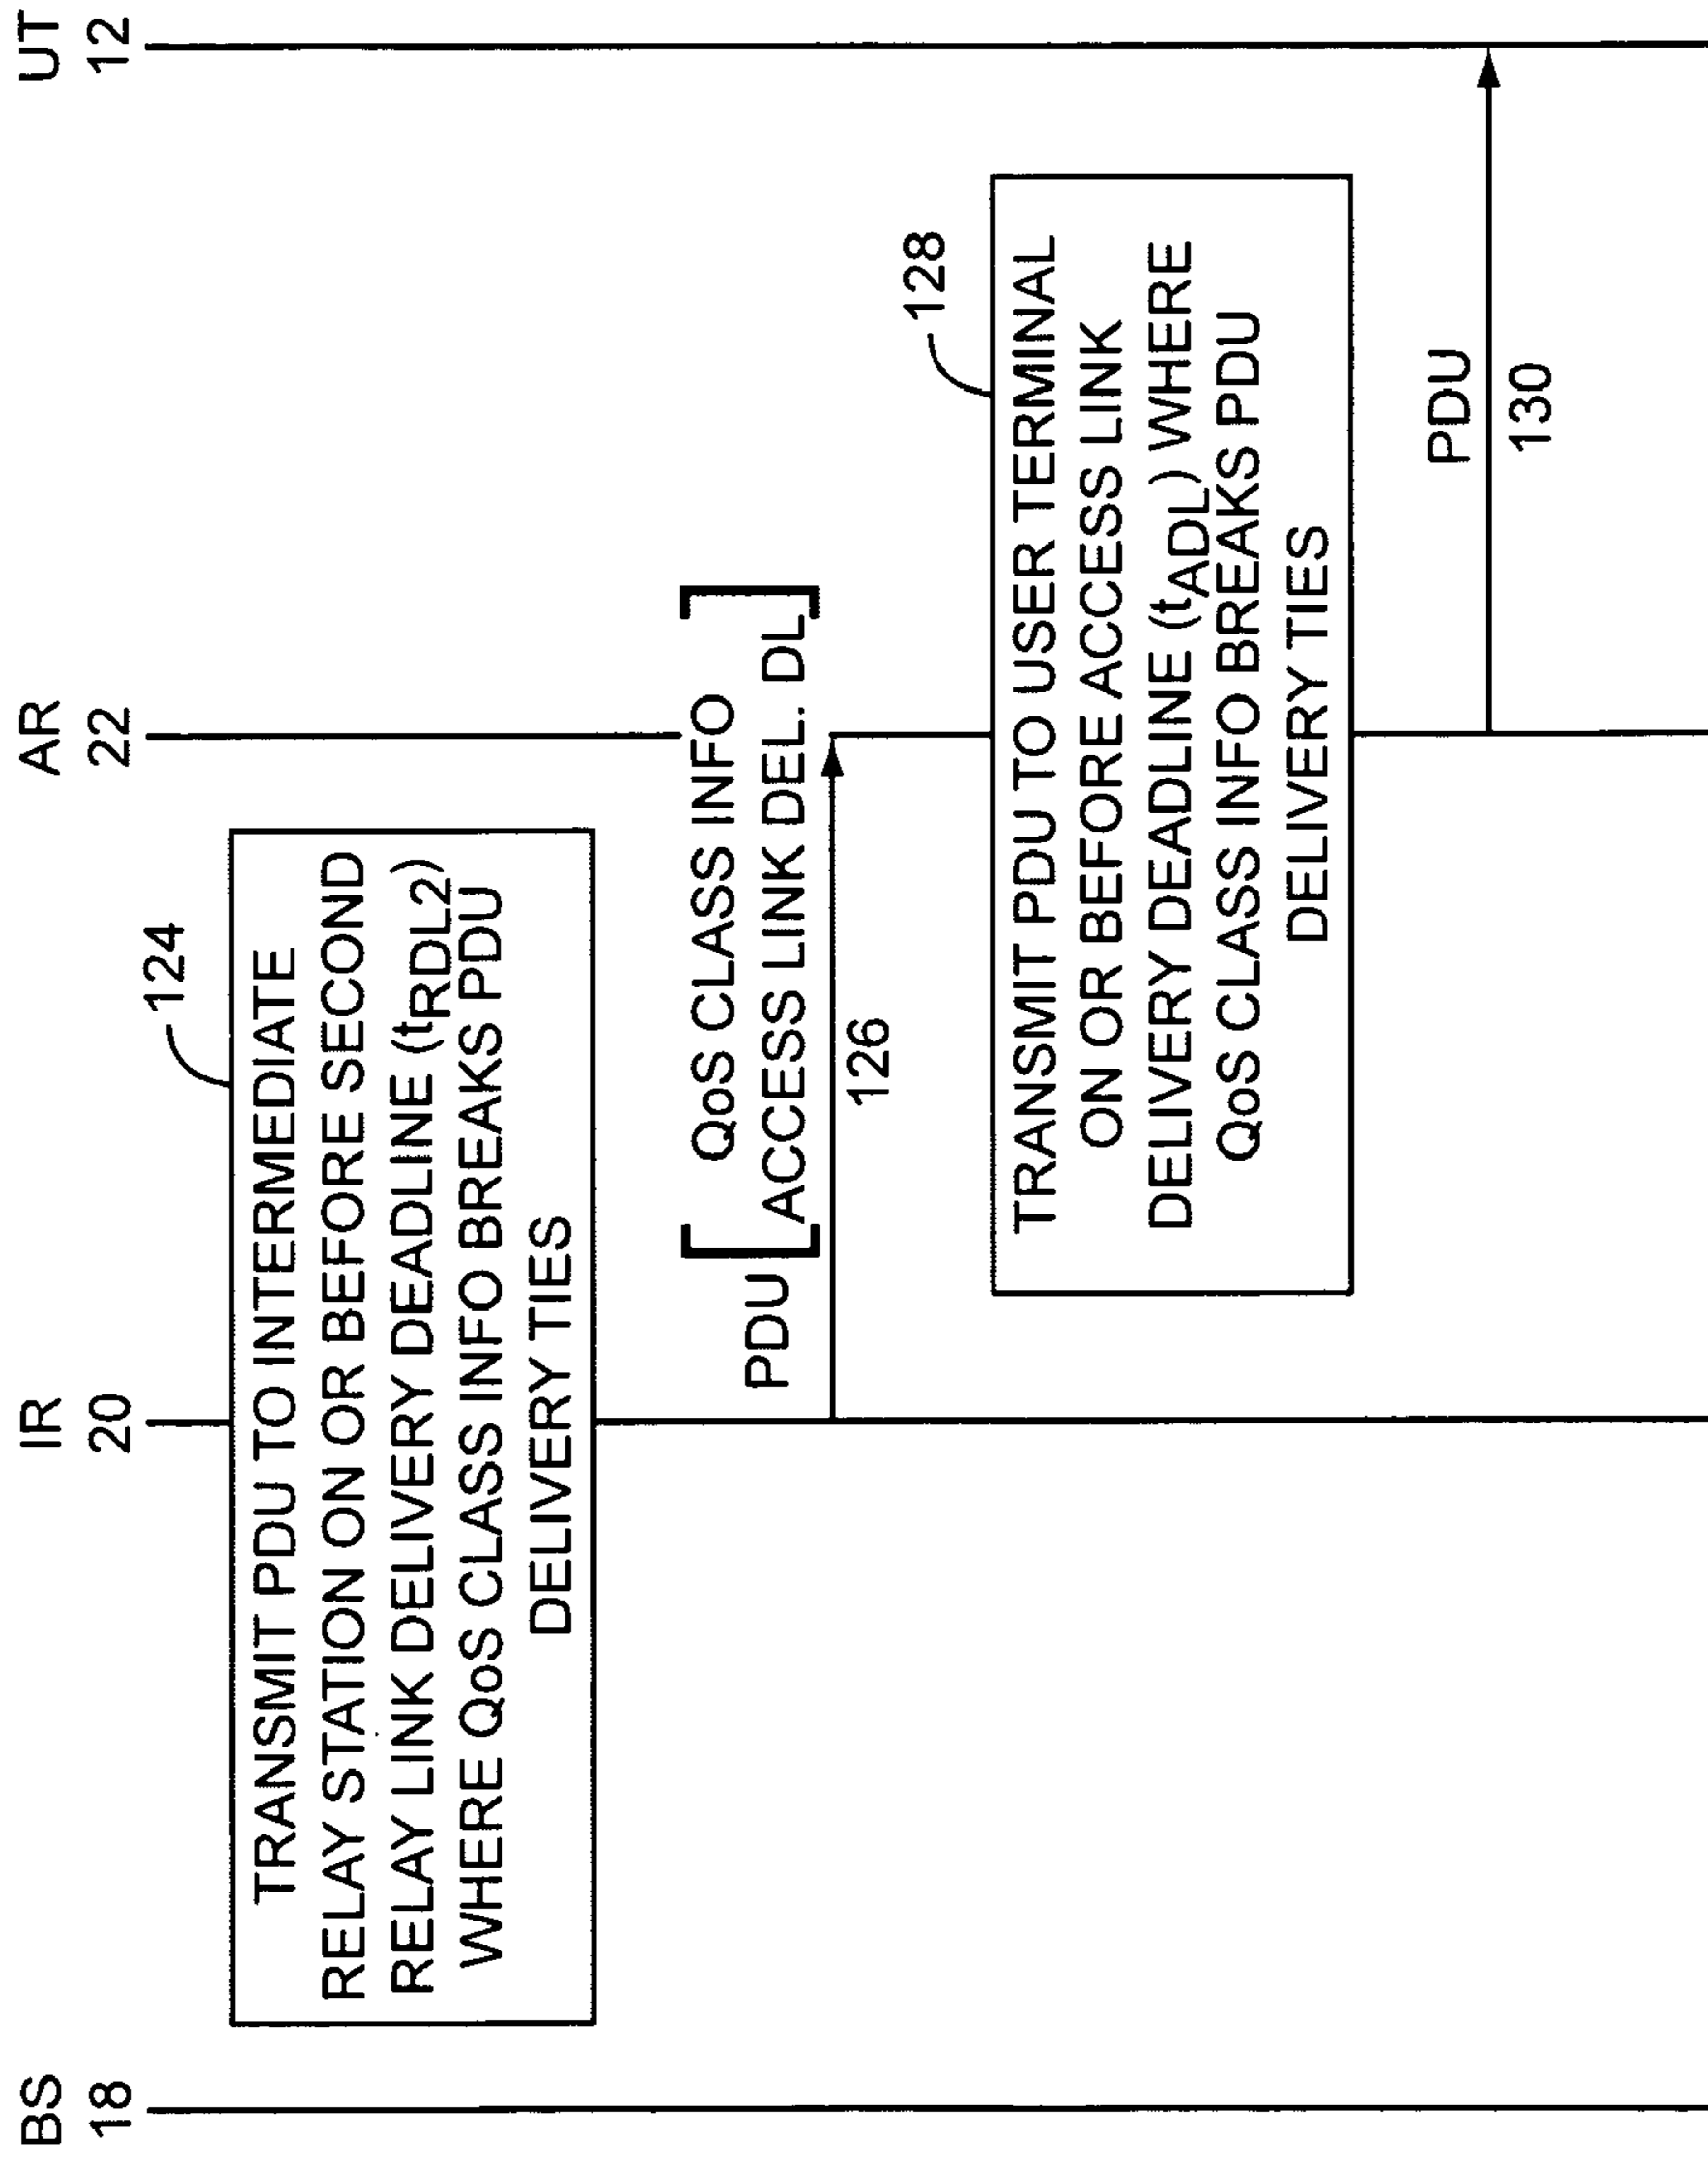 BS
18
IR
20
AR
22
UT
12
124
TRANSMIT PDU TO INTERMEDIATE
RELAY STATION ON OR BEFORE SECOND
RELAY LINK DELIVERY DEADLINE (tRDL2)
WHERE QoS CLASS INFO BREAKS PDU
DELIVERY TIES
QoS CLASS INFO
PDU [ACCESS LINK DEL. DL]
126
128
TRANSMIT PDU TO USER TERMINAL
ON OR BEFORE ACCESS LINK
DELIVERY DEADLINE (tADL) WHERE
QoS CLASS INFO BREAKS PDU
DELIVERY TIES
PDU
130